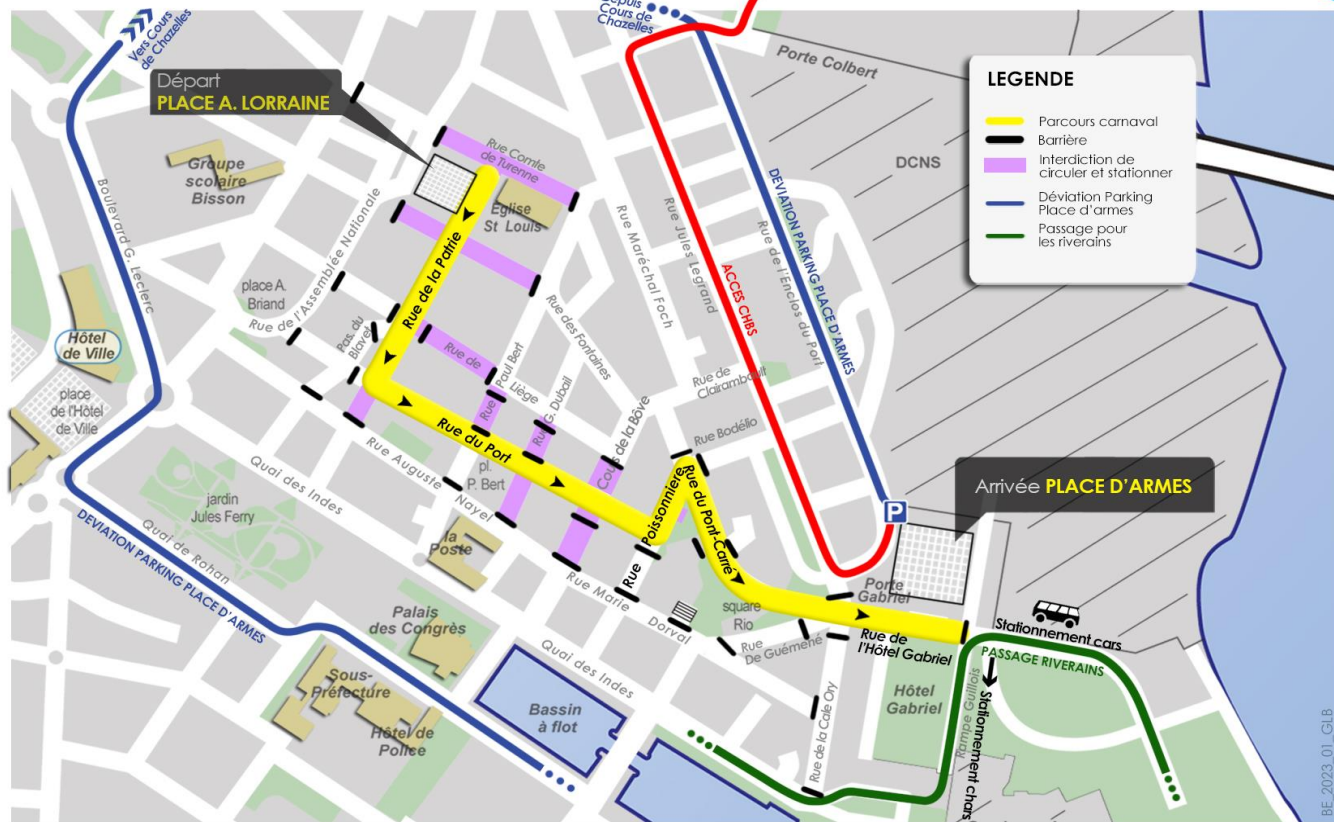 Vers Cours
de Chazelles
depuis
Cours de
Chazelles
Départ
PLACE A. LORRAINE
Porte Colbert
LEGENDE
Parcours carnaval
Barrière
Interdiction de
circuler et stationner
Déviation Parking
Place d'armes
Passage pour
les riverains
DCNS
Groupe
scolaire
Bisson
Rue Comte
de Turenne
Eglise
St Louis
Boulevard G. Leclerc
Rue de l'Assemblée Nationale
Rue de la Patrie
Rue Maréchal Foch
Rue Jules Legrand
ACCES CHBS
DEVIATION PARKING PLACE D'ARMES
Rue de l'Enclos du Port
place A.
Briand
Pas. du
Blavet
Hôtel
de Ville
place
de l'Hôtel
de Ville
Rue des Fontaines
Rue de
Liège
Rue Paul Bert
Rue G. Dubail
Cours de la Bôve
Rue de
Clairambault
Rue Bodélio
Rue du Port
Rue Auguste Nayel
pl.
P. Bert
Rue Poissonniere
Rue du Pont-Carré
P
Arrivée PLACE D'ARMES
Quai des Indes
jardin
Jules Ferry
Quai de Rohan
DEVIATION PARKING PLACE D'ARMES
la
Poste
Rue Marie Dorval
Palais
des Congrès
Sous-
Préfecture
Hôtel de
Police
Quai des Indes
Bassin
à flot
square
Rio
Rue
De Guémené
Porte
Gabriel
Rue de
l'Hôtel Gabriel
Hôtel
Gabriel
Rue de la Cale Ory
Stationnement cars
PASSAGE RIVERAINS
Rampe Guillois
Stationnement chars
BE_2023_01_GLB